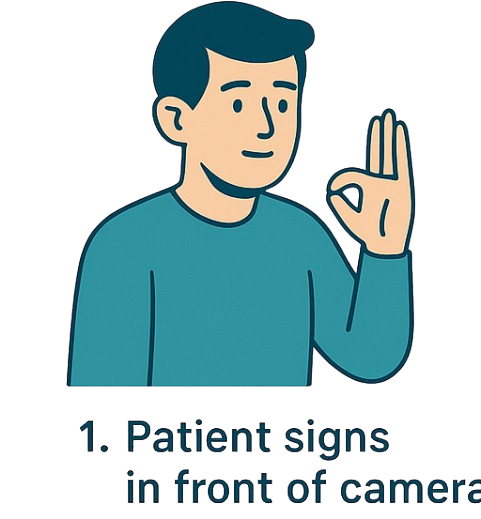 1. Patient signs
in front of camera